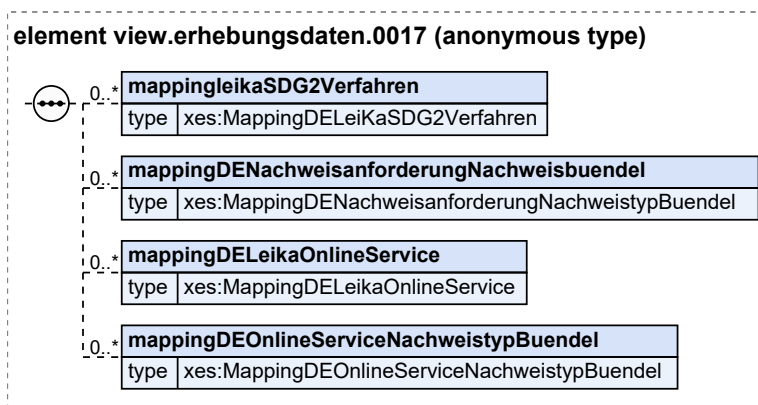 element view.erhebungsdaten.0017 (anonymous type)
0..* mappingleikaSDG2Verfahren
type xes:MappingDELeiKaSDG2Verfahren
0..* mappingDENachweisanforderungNachweisbuendel
type xes:MappingDENachweisanforderungNachweistypBuendel
0..* mappingDELeikaOnlineService
type xes:MappingDELeikaOnlineService
0..* mappingDEOnlineServiceNachweistypBuendel
type xes:MappingDEOnlineServiceNachweistypBuendel